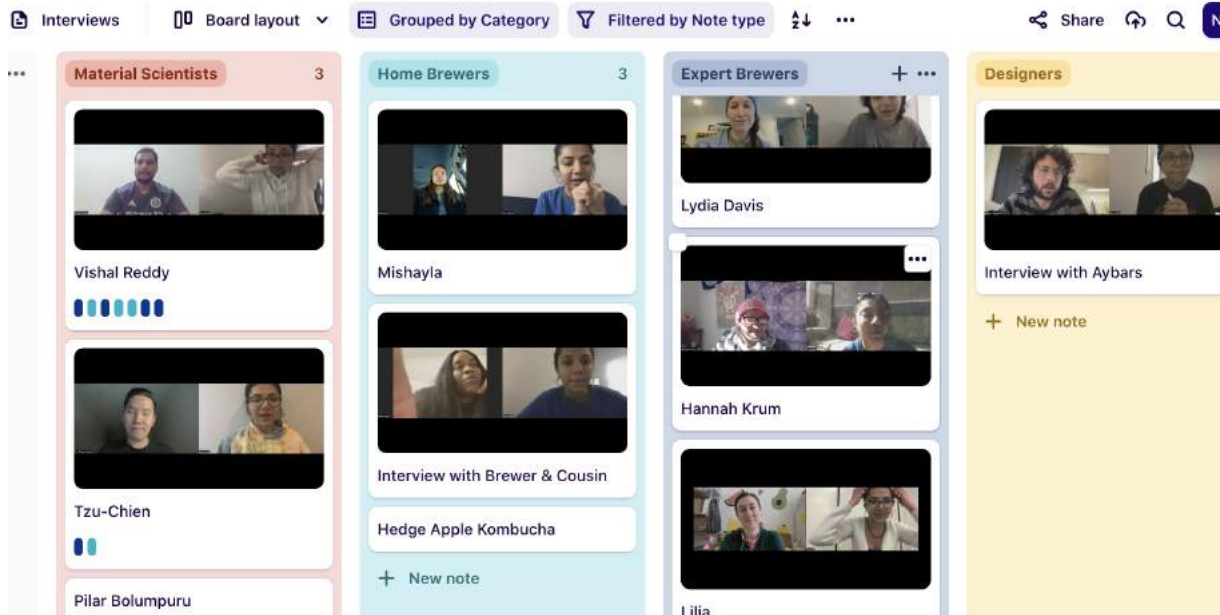 Interviews
Board layout
Grouped by Category
Filtered by Note type
Share
N
Material Scientists 3
Vishal Reddy
Tzu-Chien
Pilar Bolumpuru
Home Brewers 3
Mishayla
Interview with Brewer & Cousin
Hedge Apple Kombucha
+ New note
Expert Brewers
Lydia Davis
Hannah Krum
Lilia
Designers
Interview with Aybars
+ New note